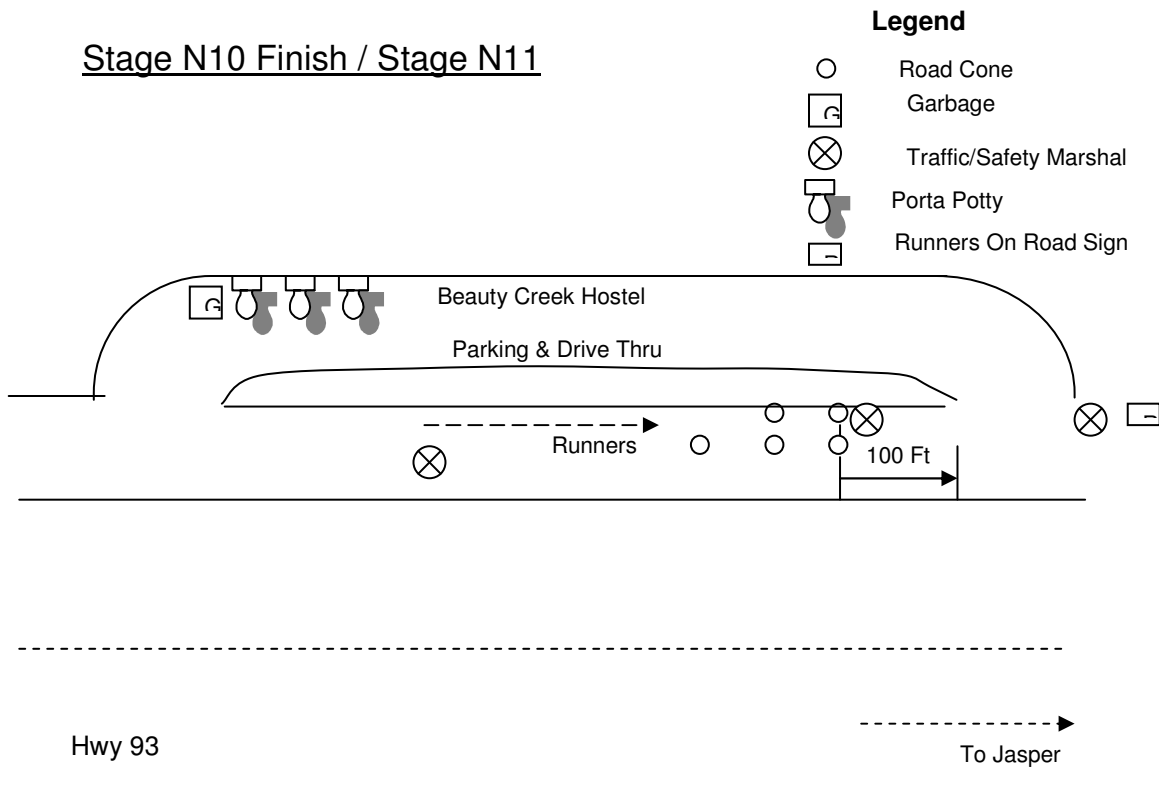 Legend
Stage N10 Finish / Stage N11
Road Cone
Garbage
G
Traffic/Safety Marshal
Porta Potty
Runners On Road Sign
G
Beauty Creek Hostel
Parking & Drive Thru
Runners
100 Ft
Hwy 93
To Jasper